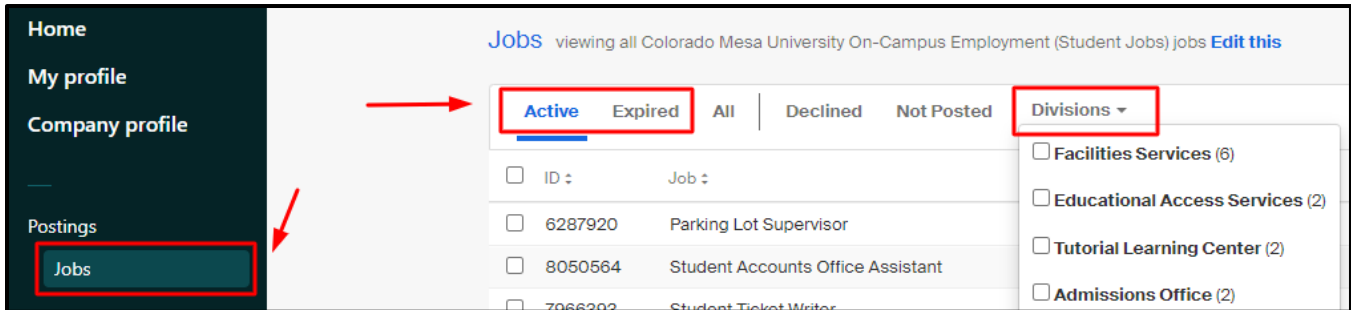 Home
My profile
Company profile
Postings
Jobs
Jobs viewing all Colorado Mesa University On-Campus Employment (Student Jobs) jobs Edit this
Active Expired All Declined Not Posted Divisions
ID Job
6287920 Parking Lot Supervisor
8050564 Student Accounts Office Assistant
7966393 Student Ticket Writer
Facilities Services (6)
Educational Access Services (2)
Tutorial Learning Center (2)
Admissions Office (2)